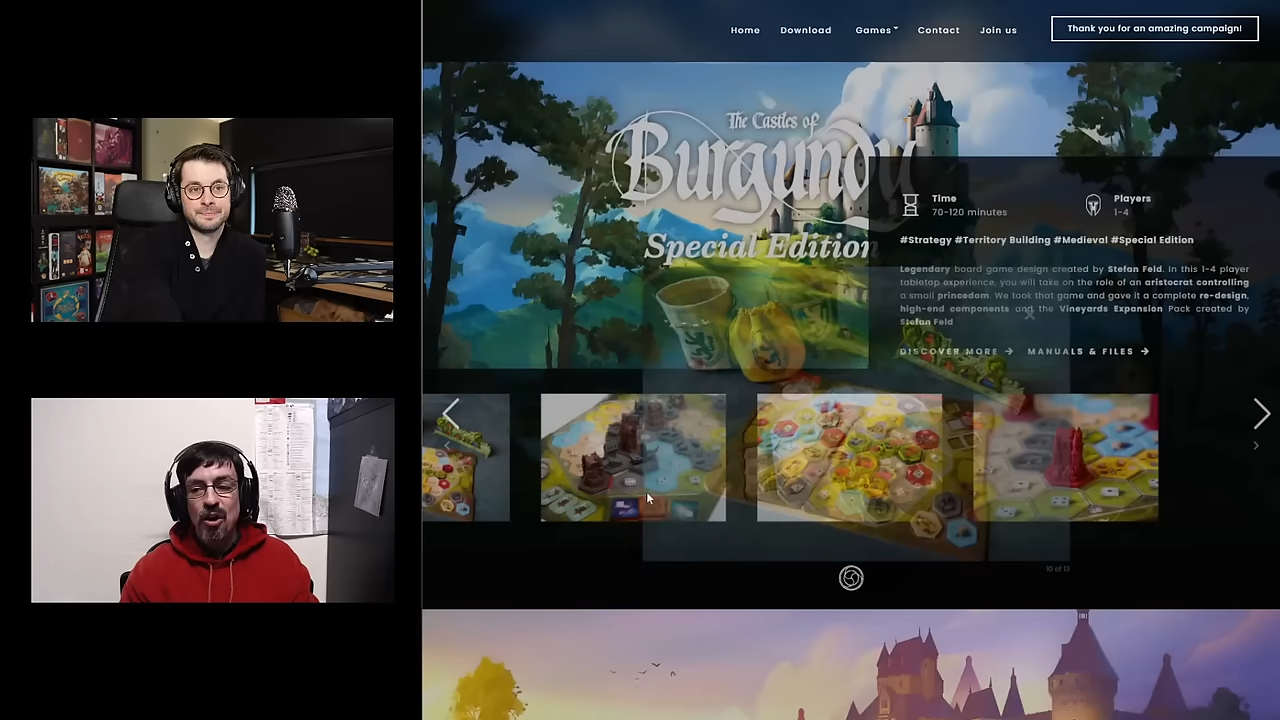 Home Download Games Contact Join us Thank you for an amazing campaign!
The Castles of
Burgundy
Special Edition
Time
70-120 minutes
Players
1-4
#Strategy #Territory Building #Medieval #Special Edition
Legendary board game design created by Stefan Feld. In this 1-4 player
tabletop experience, you will take on the role of an aristocrat controlling
a small princedom. We took that game and gave it a complete re-design,
high-end components and the Vineyards Expansion Pack created by
Stefan Feld
DISCOVER MORE → MANUALS & FILES →
10 of 13